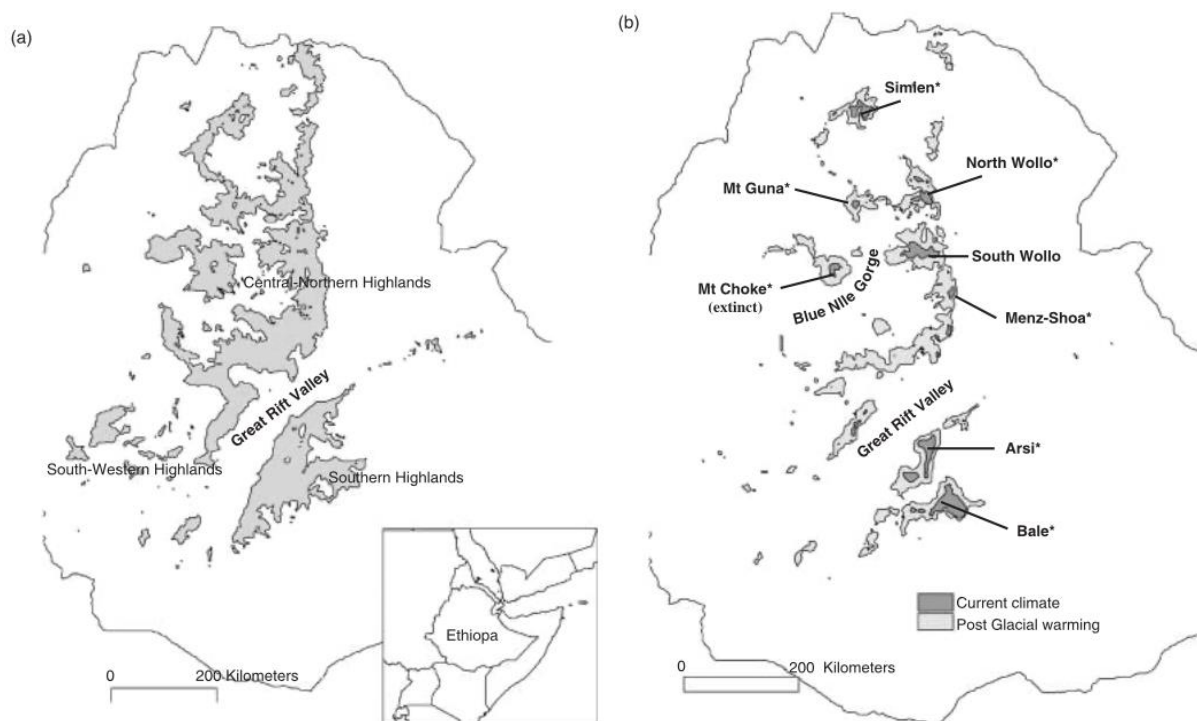 (a)
Central-Northern Highlands
Great Rift Valley
South-Western Highlands
Southern Highlands
Ethiopa
0 200 Kilometers
(b)
Simien*
North Wollo*
Mt Guna*
South Wollo
Mt Choke*
(extinct)
Blue Nile Gorge
Menz-Shoa*
Great Rift Valley
Arsi*
Bale*
Current climate
Post Glacial warming
0 200 Kilometers